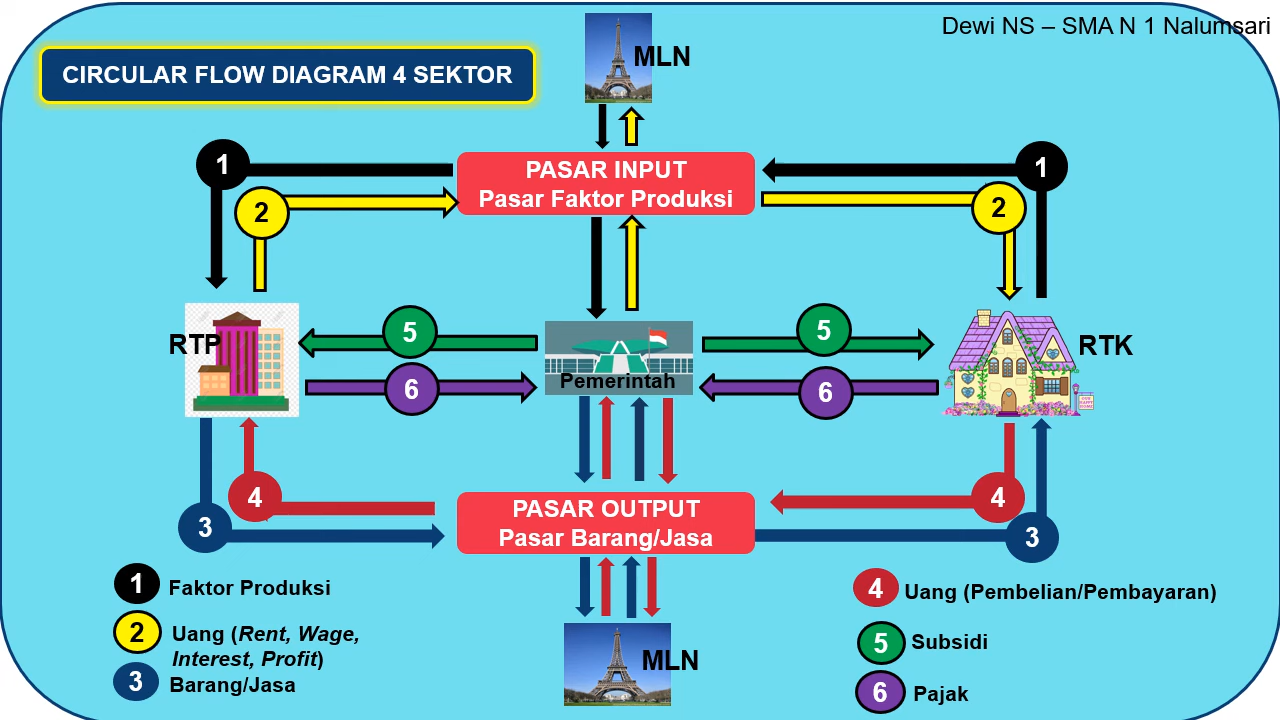 Dewi NS – SMA N 1 Nalumsari
MLN
CIRCULAR FLOW DIAGRAM 4 SEKTOR
1
PASAR INPUT
Pasar Faktor Produksi
1
2
2
RTP
5
Pemerintah
5
RTK
6
6
4
3
PASAR OUTPUT
Pasar Barang/Jasa
4
3
1 Faktor Produksi
2 Uang (Rent, Wage,
Interest, Profit)
3 Barang/Jasa
MLN
4 Uang (Pembelian/Pembayaran)
5 Subsidi
6 Pajak